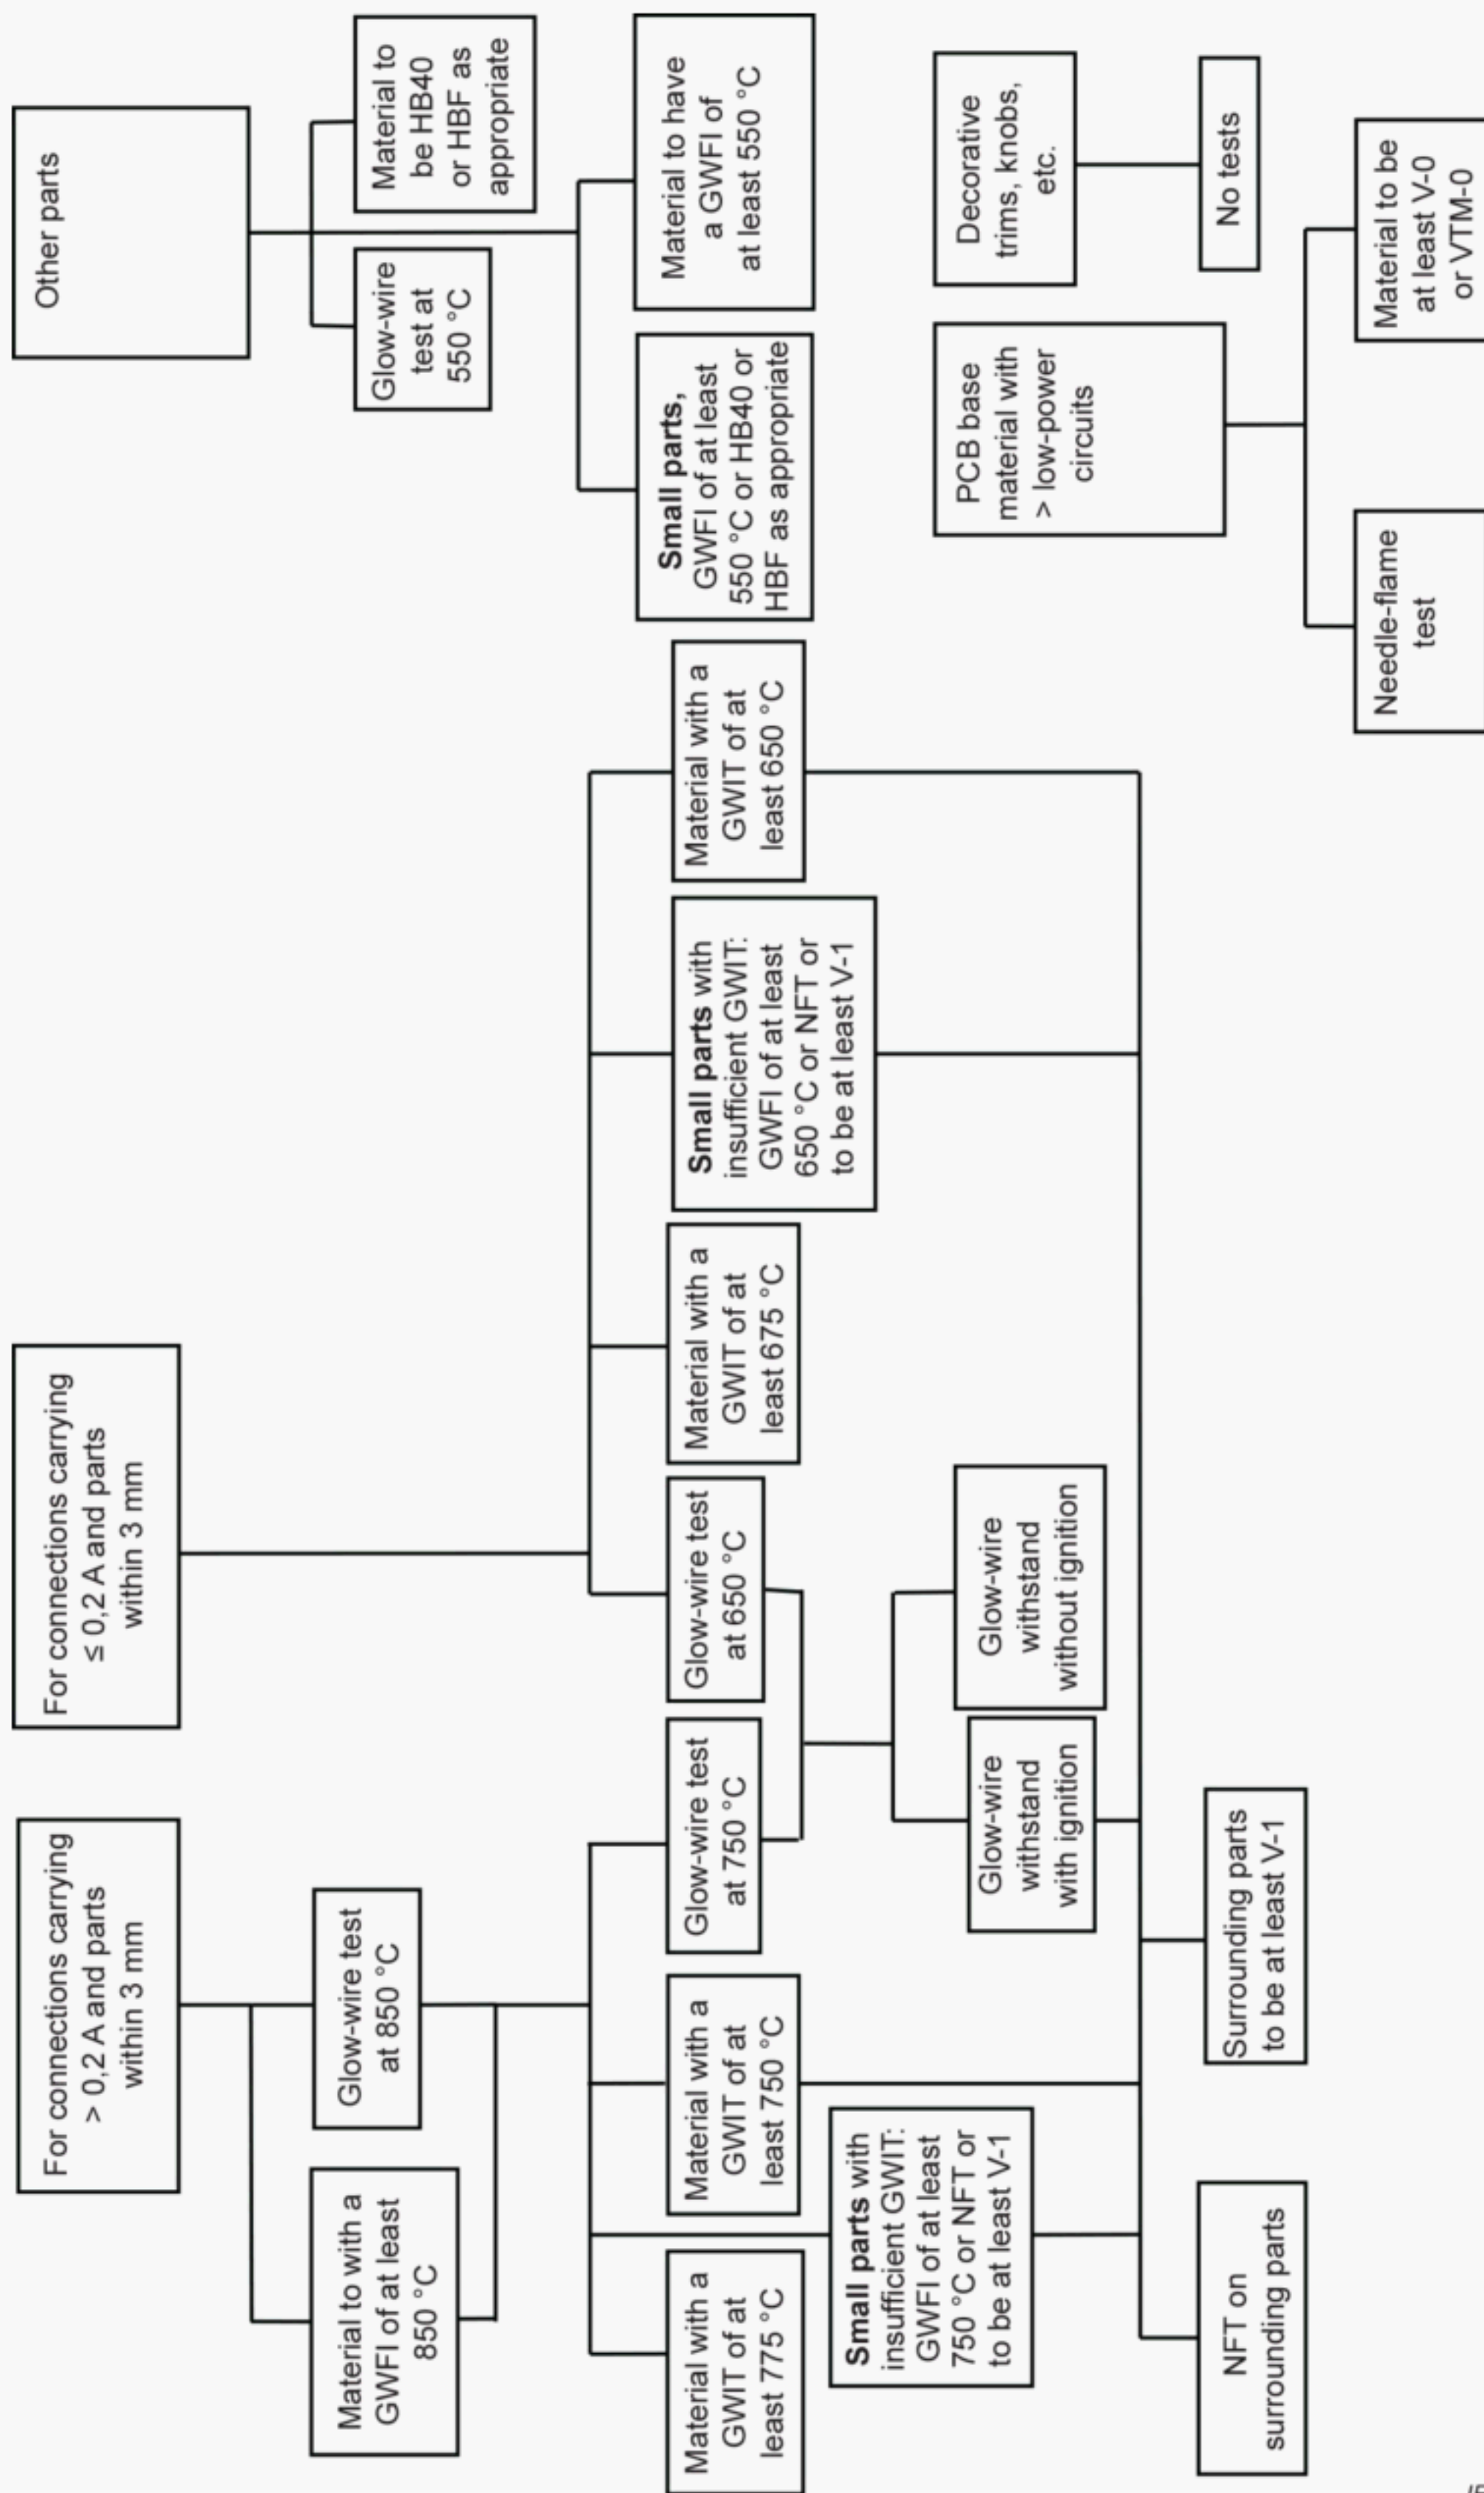 For connections carrying
> 0,2 A and parts
within 3 mm
For connections carrying
≤ 0,2 A and parts
within 3 mm
Other parts
Material to with a
GWFI of at least
850 °C
Glow-wire test
at 850 °C
Glow-wire
test at
550 °C
Material to
be HB40
or HBF as
appropriate
Material with a
GWIT of at
least 775 °C
Material with a
GWIT of at
least 750 °C
Glow-wire test
at 750 °C
Glow-wire test
at 650 °C
Material with a
GWIT of at
least 675 °C
Small parts with
insufficient GWIT:
GWFI of at least
650 °C or NFT or
to be at least V-1
Material with a
GWIT of at
least 650 °C
Small parts,
GWFI of at least
550 °C or HB40 or
HBF as appropriate
Material to have
a GWFI of
at least 550 °C
Small parts with
insufficient GWIT:
GWFI of at least
750 °C or NFT or
to be at least V-1
Glow-wire
withstand
with ignition
Glow-wire
withstand
without ignition
PCB base
material with
> low-power
circuits
Decorative
trims, knobs,
etc.
NFT on
surrounding parts
Surrounding parts
to be at least V-1
No tests
Needle-flame
test
Material to be
at least V-0
or VTM-0